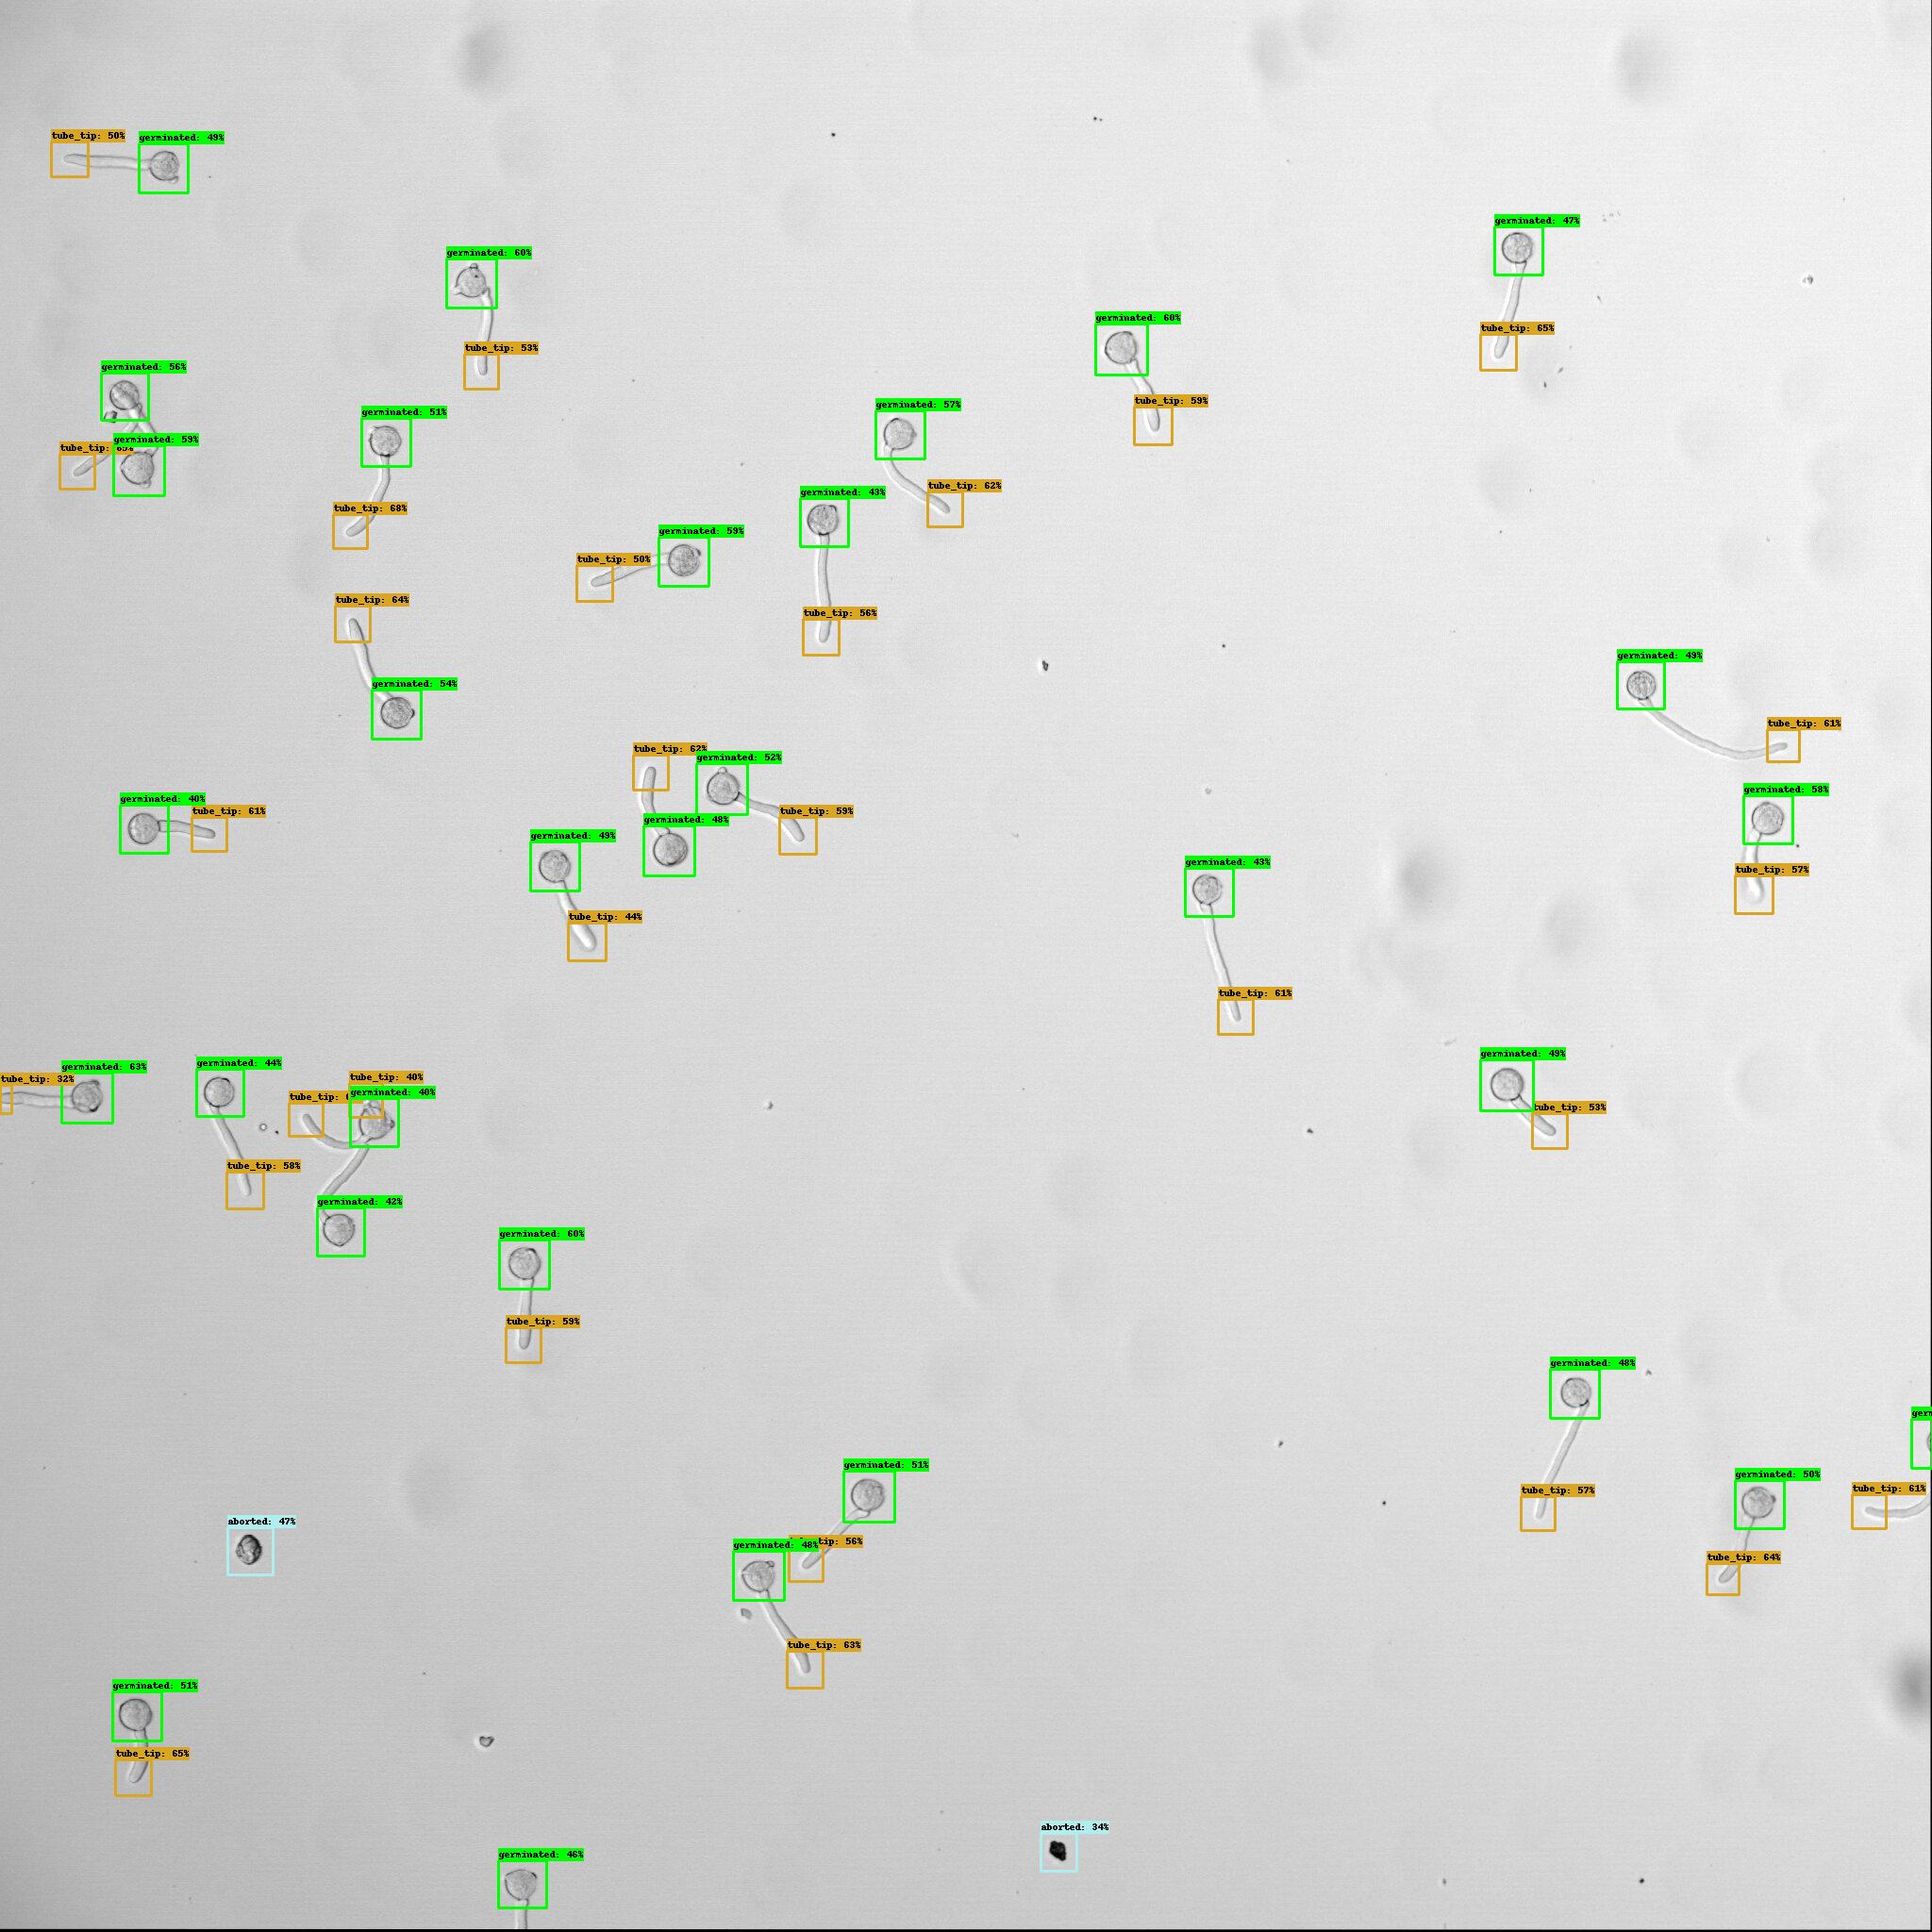 tube_tip: 50%
germinated: 49%
germinated: 47%
germinated: 60%
germinated: 60%
tube_tip: 65%
tube_tip: 53%
germinated: 56%
tube_tip: 59%
germinated: 57%
germinated: 51%
germinated: 59%
tube_tip:
tube_tip: 62%
germinated: 43%
tube_tip: 68%
germinated: 59%
tube_tip: 50%
tube_tip: 64%
tube_tip: 56%
germinated: 49%
germinated: 54%
tube_tip: 61%
tube_tip: 62%
germinated: 52%
germinated: 58%
germinated: 40%
tube_tip: 61%
tube_tip: 59%
germinated: 48%
germinated: 49%
germinated: 43%
tube_tip: 57%
tube_tip: 44%
tube_tip: 61%
germinated: 49%
germinated: 44%
germinated: 63%
tube_tip: 32%
tube_tip: 40%
germinated: 40%
tube_tip:
tube_tip: 53%
tube_tip: 58%
germinated: 42%
germinated: 60%
tube_tip: 59%
germinated: 48%
germinated: 51%
germinated: 50%
tube_tip: 61%
tube_tip: 57%
aborted: 47%
tip: 56%
germinated: 48%
tube_tip: 64%
tube_tip: 63%
germinated: 51%
tube_tip: 65%
aborted: 34%
germinated: 46%